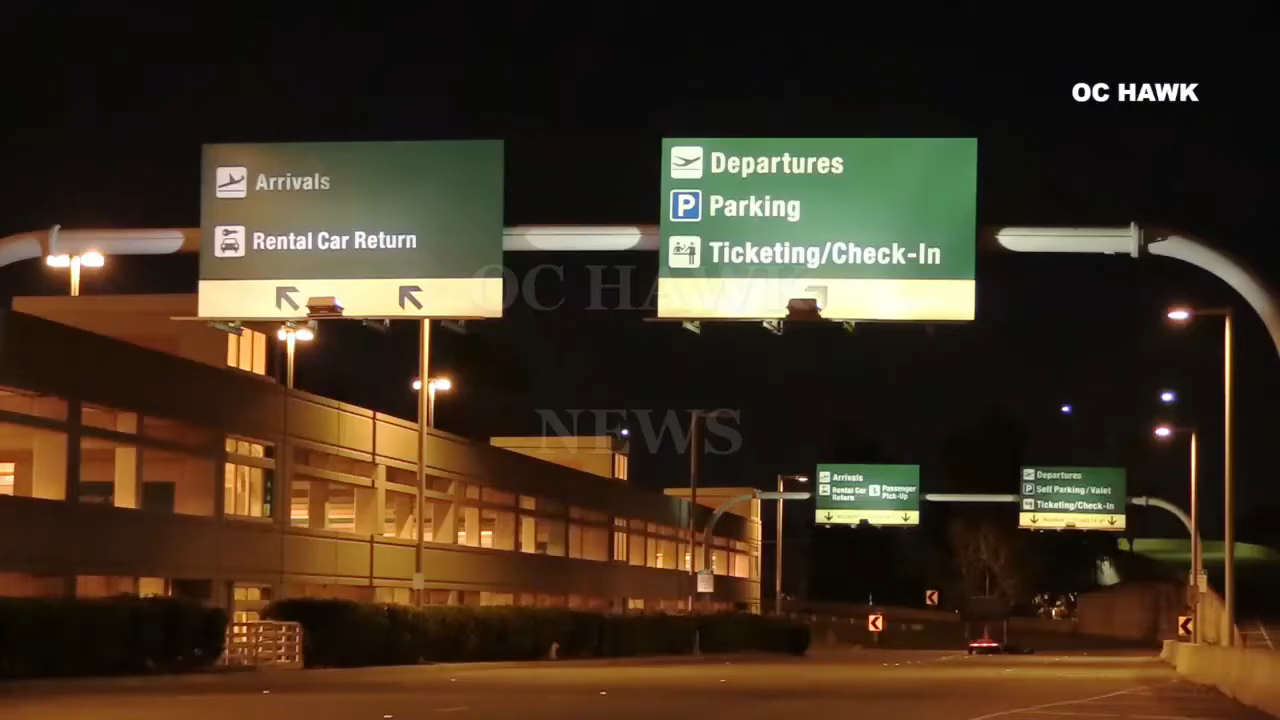 OC HAWK
Arrivals
Rental Car Return
Departures
P Parking
Ticketing/Check-In
OC HAWK
NEWS
Arrivals
Rental Car
Return
Passenger
Pick-Up
Departures
P Self Parking/Valet
Ticketing/Check-In